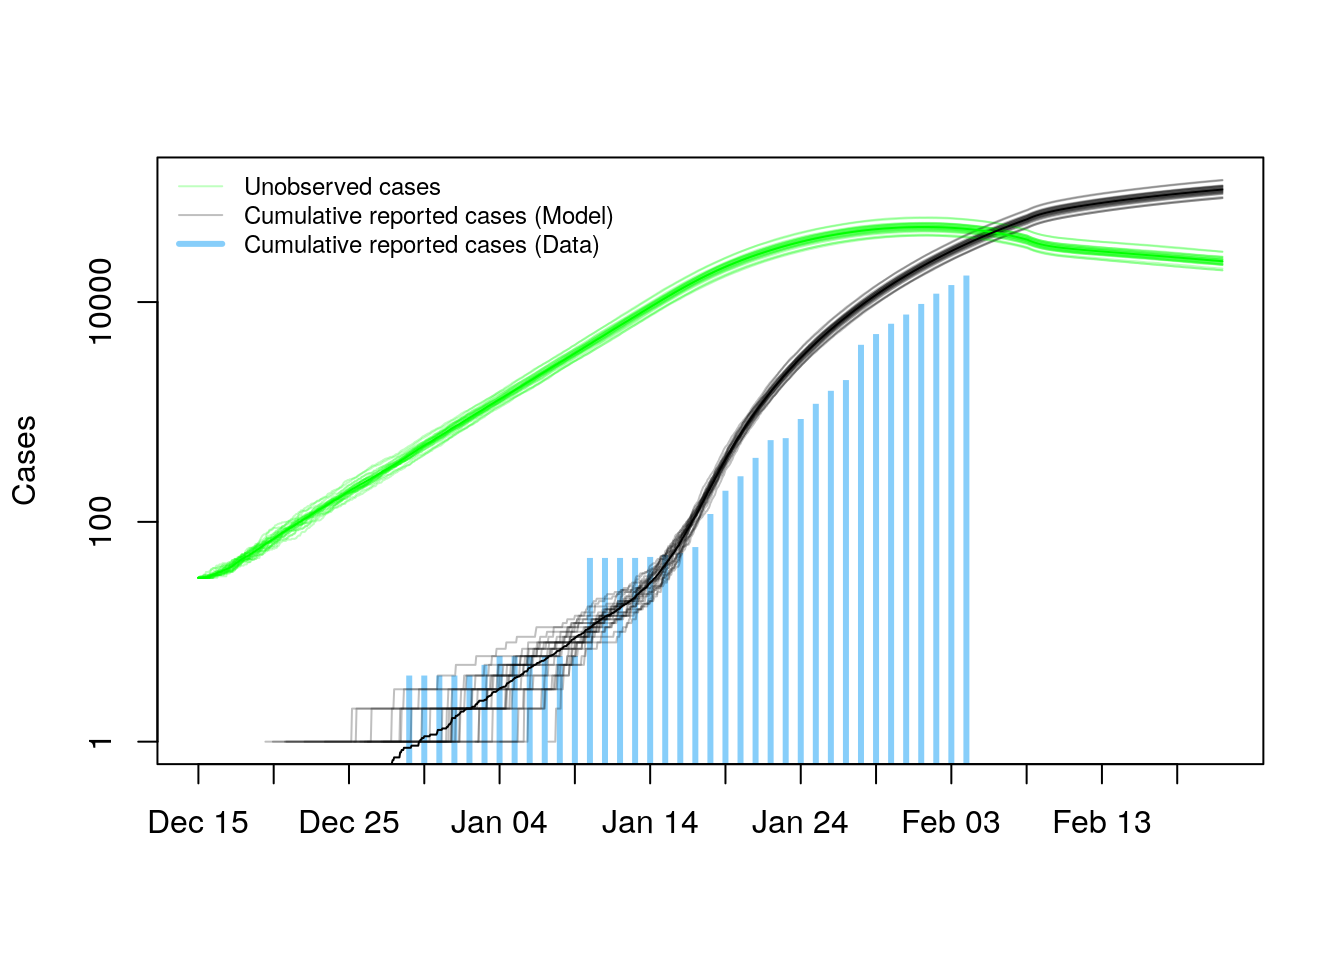 Unobserved cases
Cumulative reported cases (Model)
Cumulative reported cases (Data)
Cases
10000
100
1
Dec 15 Dec 25 Jan 04 Jan 14 Jan 24 Feb 03 Feb 13